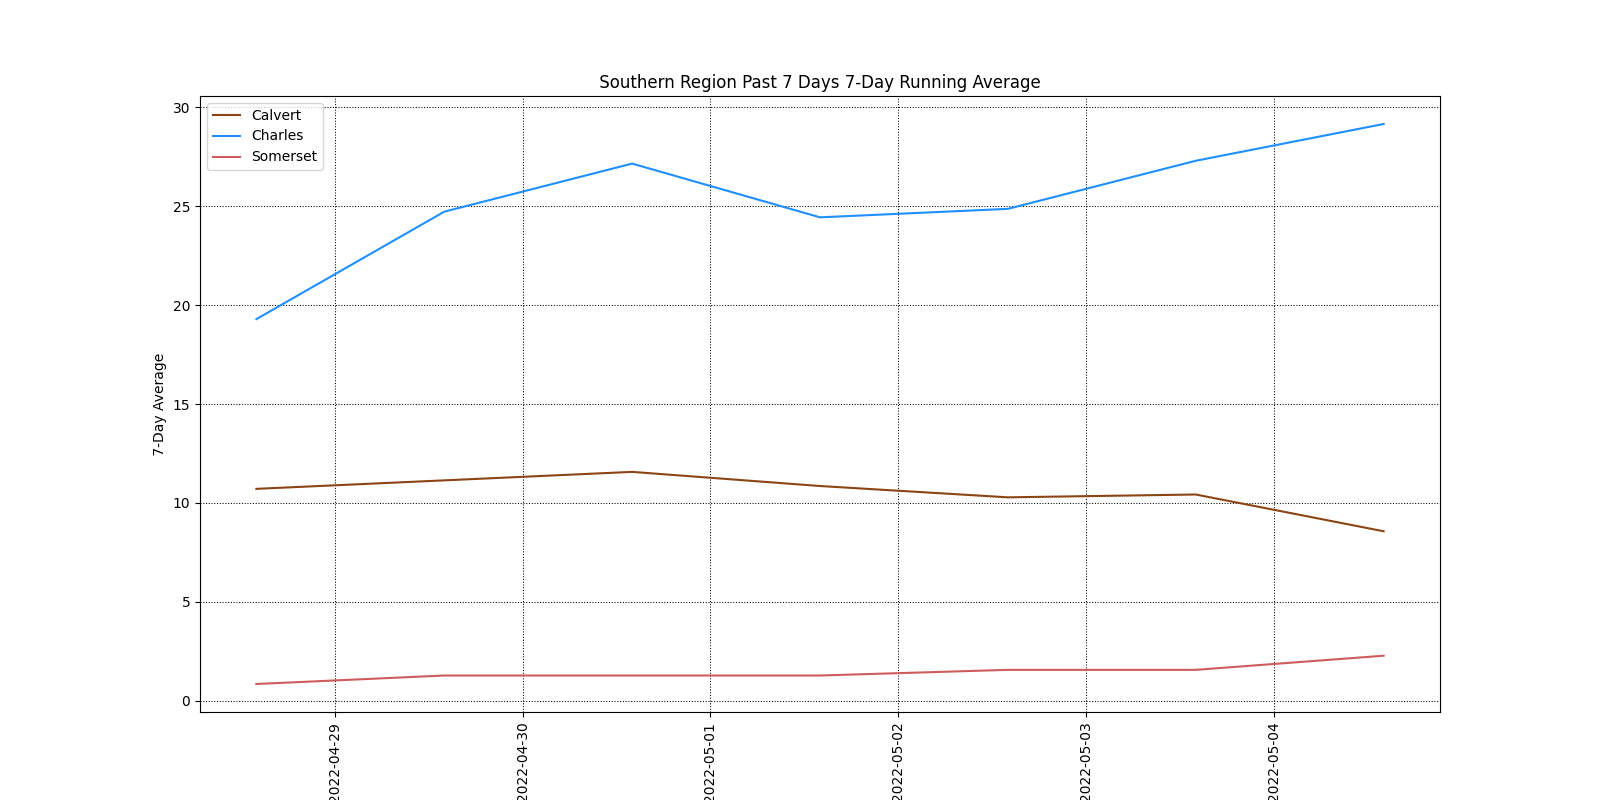 Southern Region Past 7 Days 7-Day Running Average
Calvert
Charles
Somerset
30
25
20
15
10
5
0
7-Day Average
2022-04-29
2022-04-30
2022-05-01
2022-05-02
2022-05-03
2022-05-04